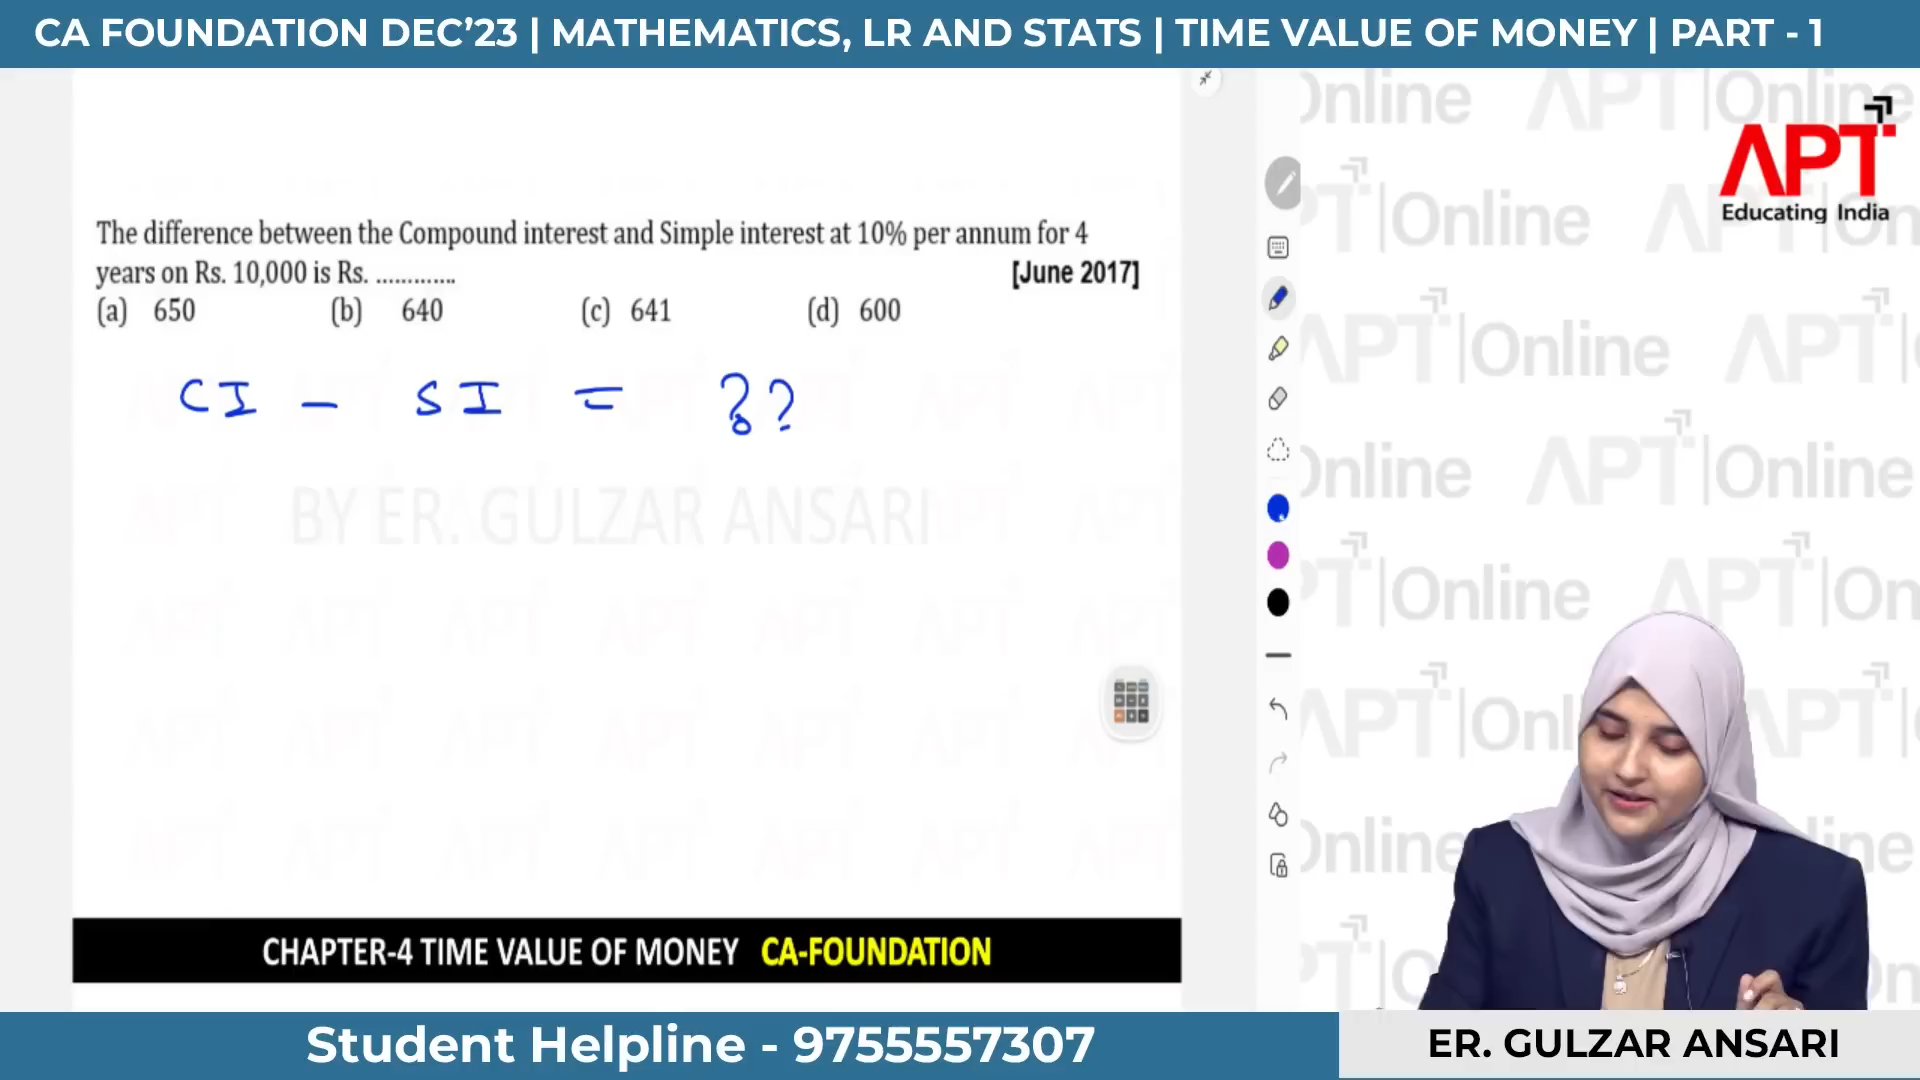 CA FOUNDATION DEC’23 | MATHEMATICS, LR AND STATS | TIME VALUE OF MONEY | PART - 1
APT
Educating India
The difference between the Compound interest and Simple interest at 10% per annum for 4
years on Rs. 10,000 is Rs. .............
[June 2017]
(a) 650 (b) 640 (c) 641 (d) 600
CI - SI = ??
BY ER. GULZAR ANSARI
APT Online
CHAPTER-4 TIME VALUE OF MONEY CA-FOUNDATION
Student Helpline - 9755557307
ER. GULZAR ANSARI